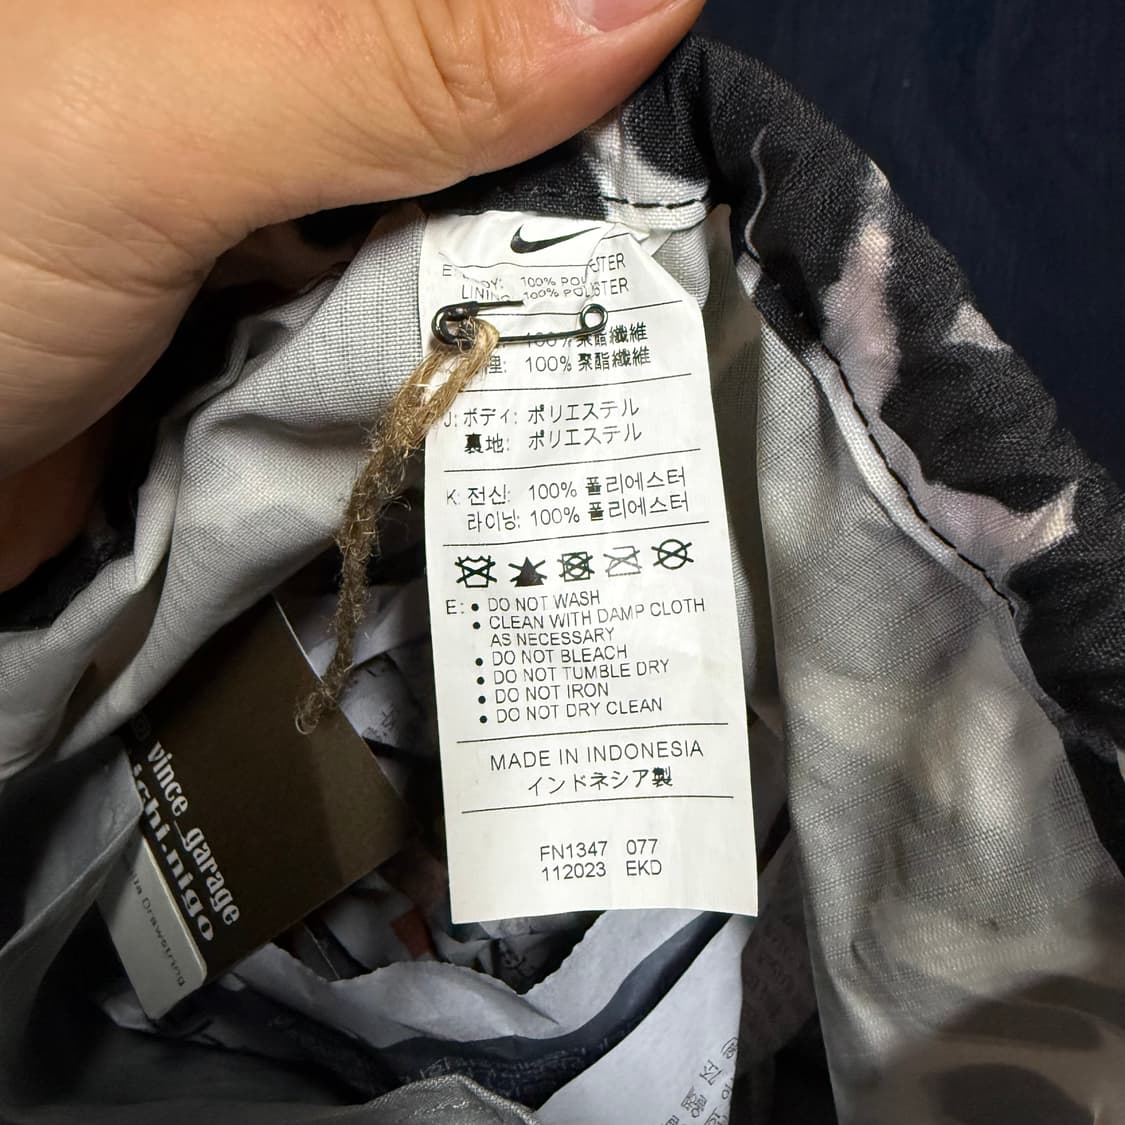 100% POLYESTER
LINING: 100% POLYESTER
100% 聚酯纖維
裡: 100% 聚酯纖維
J: ボディ: ポリエステル
裏地: ポリエステル
K: 전신: 100% 폴리에스터
라이닝: 100% 폴리에스터
E: • DO NOT WASH
• CLEAN WITH DAMP CLOTH
AS NECESSARY
• DO NOT BLEACH
• DO NOT TUMBLE DRY
• DO NOT IRON
• DO NOT DRY CLEAN
MADE IN INDONESIA
インドネシア製
FN1347 077
112023 EKD
vince_garage
ichi.nigo
Drawstring